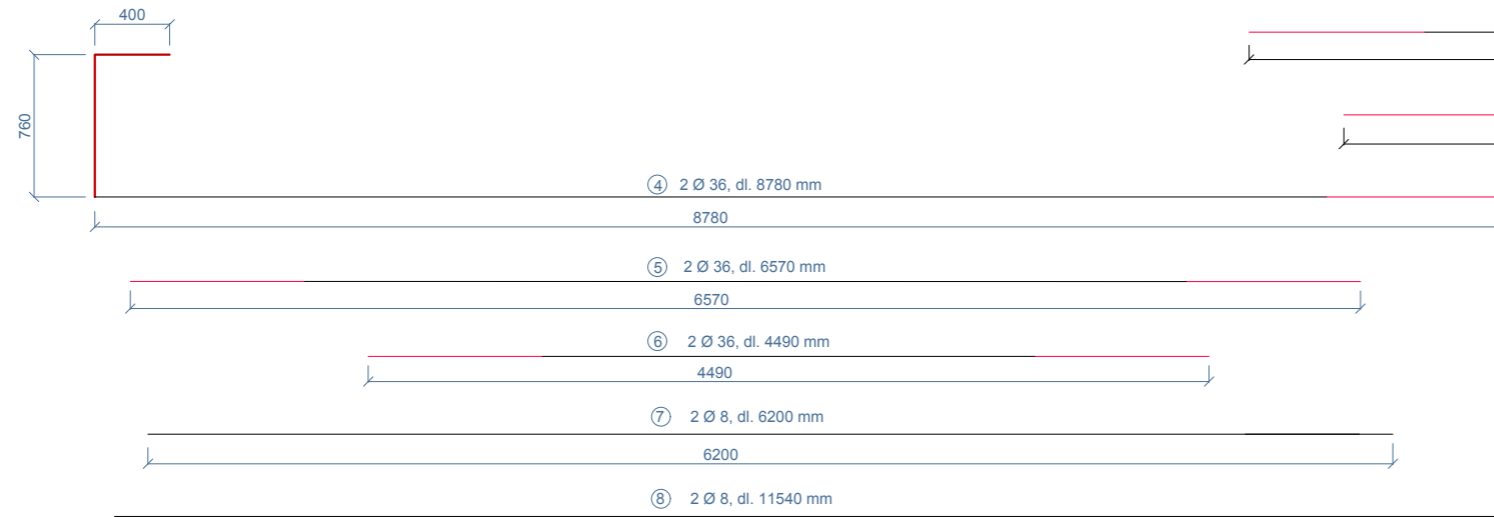 400
760
④ 2 Ø 36, dl. 8780 mm
8780
⑤ 2 Ø 36, dl. 6570 mm
6570
⑥ 2 Ø 36, dl. 4490 mm
4490
⑦ 2 Ø 8, dl. 6200 mm
6200
⑧ 2 Ø 8, dl. 11540 mm